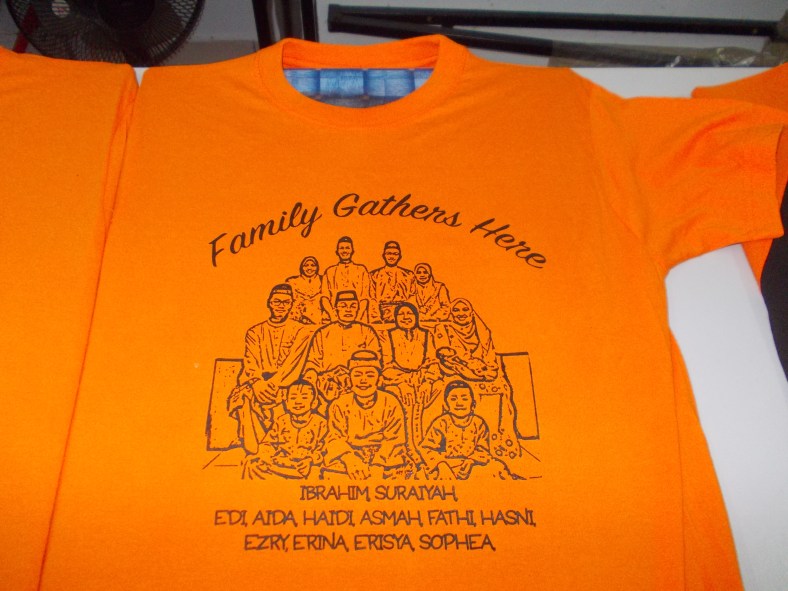 Family Gathers Here
IBRAHIM, SURAIYAH,
EDI, AIDA, HAIDI, ASMAH, FATHI, HASNI,
EZRY, ERINA, ERISYA, SOPHEA,